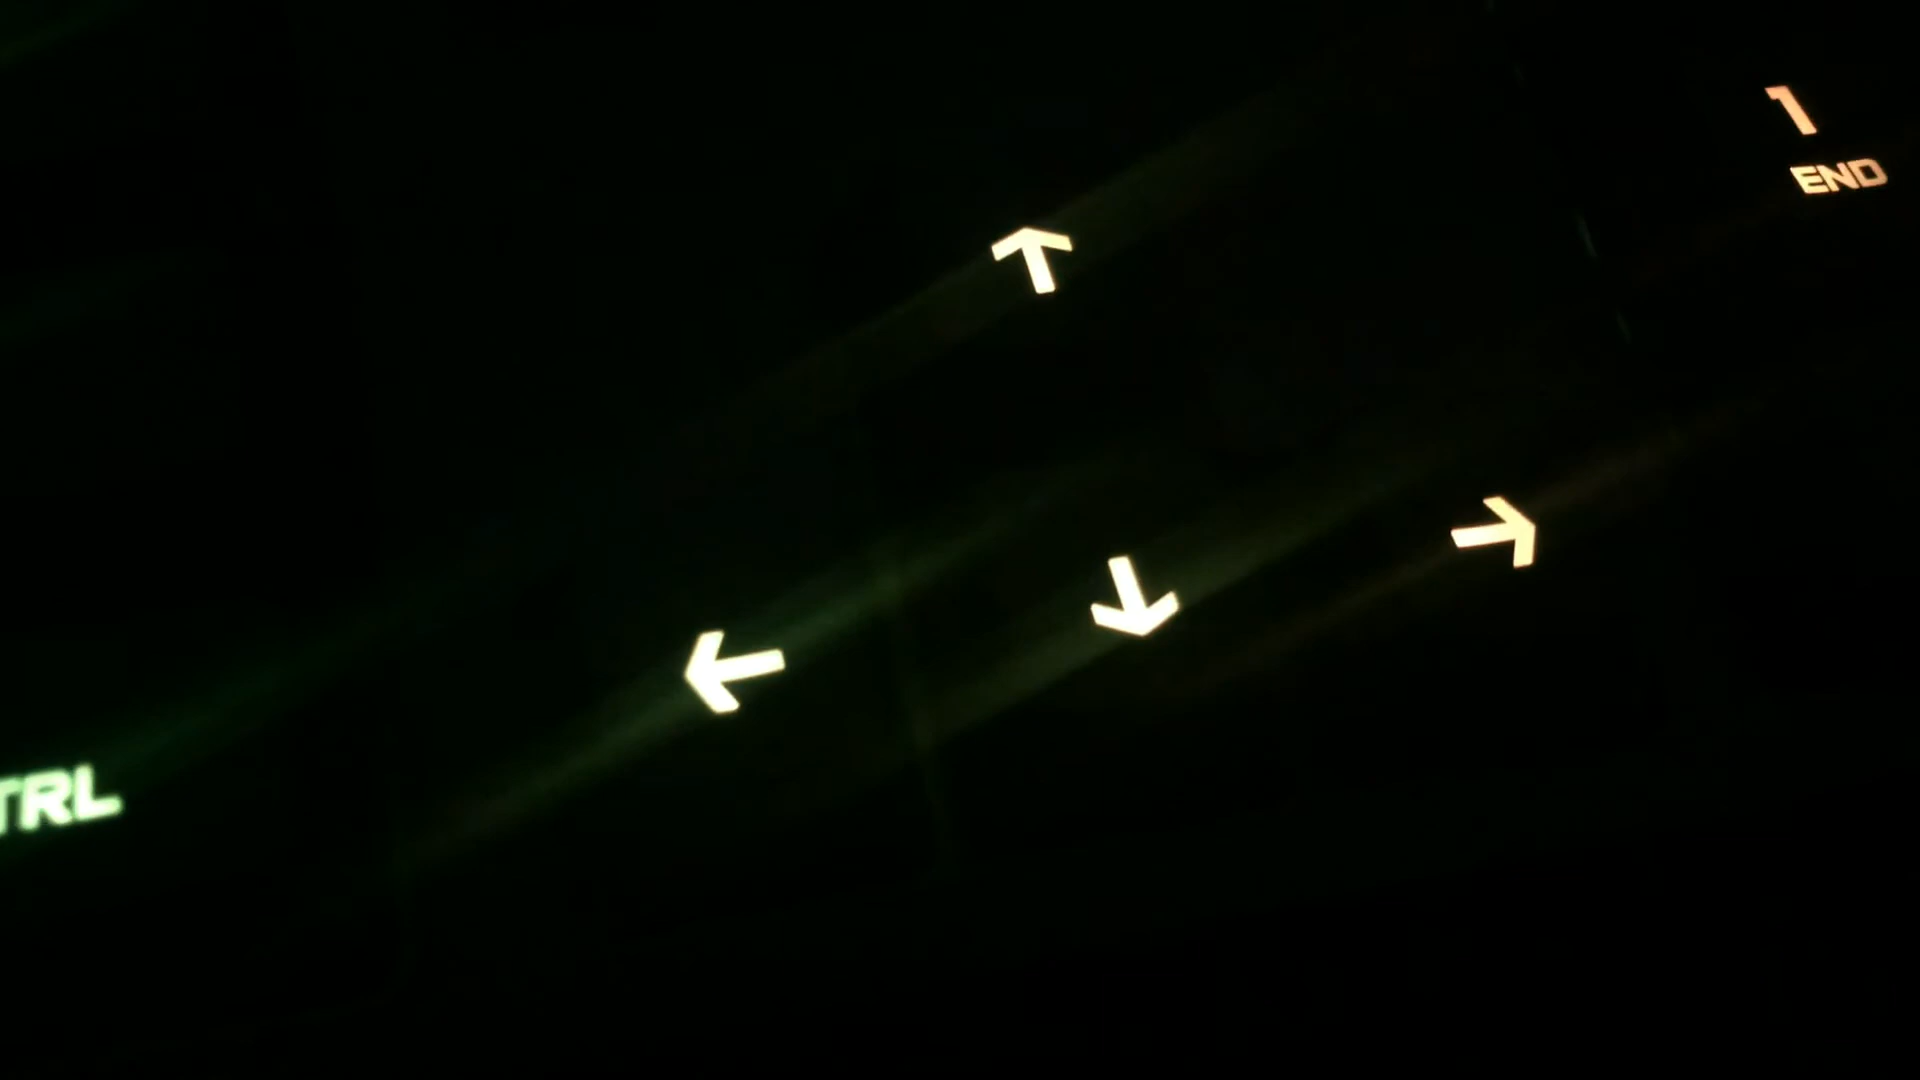 1
END
↑
← ↓ →
TRL